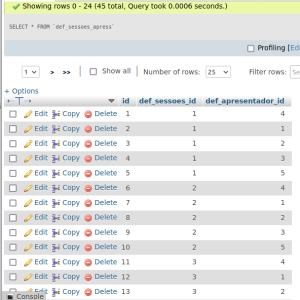 Showing rows 0 - 24 (45 total, Query took 0.0006 seconds.)
SELECT * FROM `def_sessoes_apress`
Profiling [Edi
1 > >> Show all Number of rows: 25 Filter rows: Sea
+ Options
id def_sessoes_id def_apresentador_id
Edit Copy Delete 1 1 4
Edit Copy Delete 2 1 1
Edit Copy Delete 3 1 2
Edit Copy Delete 4 1 3
Edit Copy Delete 5 1 5
Edit Copy Delete 6 2 4
Edit Copy Delete 7 2 1
Edit Copy Delete 8 2 2
Edit Copy Delete 9 2 3
Edit Copy Delete 10 2 5
Edit Copy Delete 11 3 4
Edit Copy Delete 12 3 1
Edit Copy Delete 13 3 2
Console